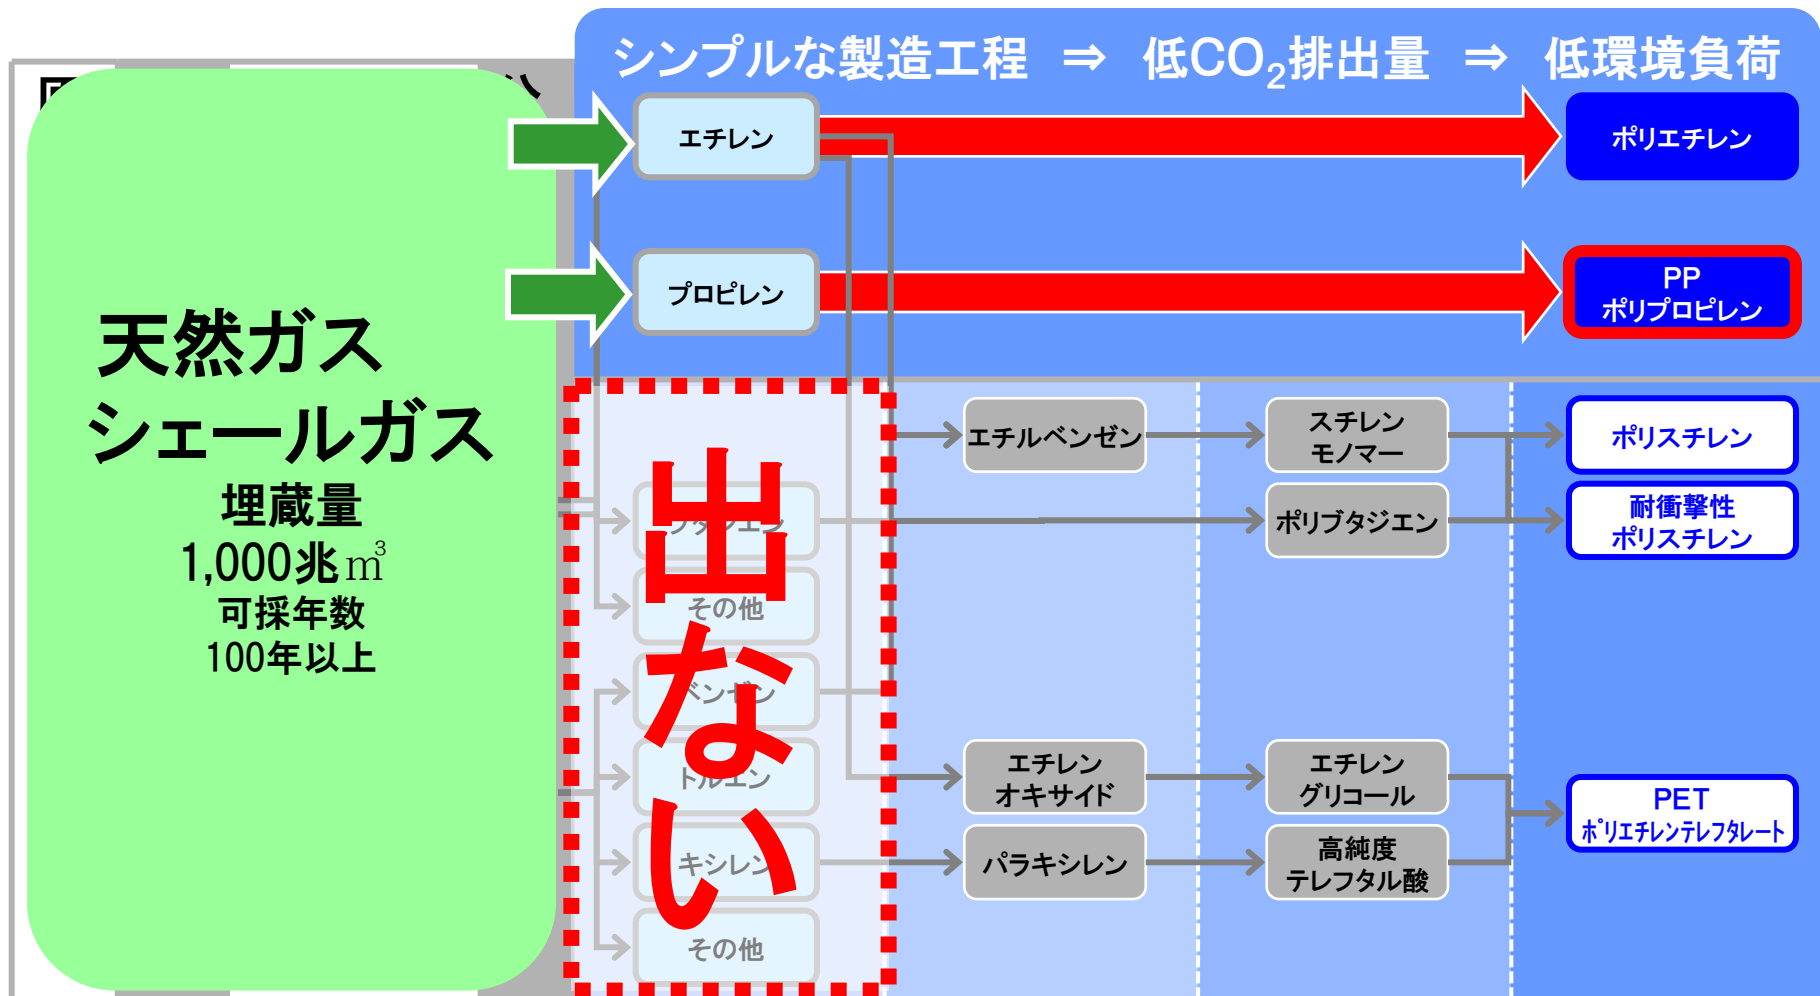 シンプルな製造工程 ⇒ 低CO₂排出量 ⇒ 低環境負荷
エチレン
ポリエチレン
プロピレン
PP
ポリプロピレン
天然ガス
シェールガス
埋蔵量
1,000兆㎥
可採年数
100年以上
出ない
エチルベンゼン
スチレン
モノマー
ポリスチレン
ブタジエン
ポリブタジエン
耐衝撃性
ポリスチレン
その他
ベンゼン
トルエン
エチレン
オキサイド
エチレン
グリコール
PET
ポリエチレンテレフタレート
キシレン
パラキシレン
高純度
テレフタル酸
その他